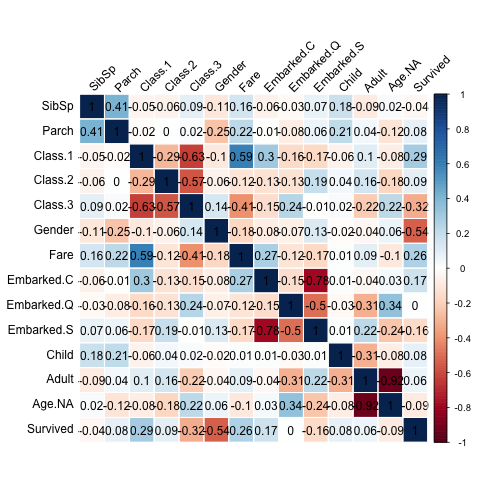 SibSp Parch Class.1 Class.2 Class.3 Gender Fare Embarked.C Embarked.Q Embarked.S Child Adult Age.NA Survived
SibSp 1 0.41 -0.05 -0.06 0.09 -0.11 0.16 -0.06 -0.03 0.07 0.18 -0.09 0.02 -0.04
Parch 0.41 1 -0.02 0 0.02 -0.25 0.22 -0.01 -0.08 0.06 0.21 0.04 -0.12 0.08
Class.1 -0.05 -0.02 1 -0.29 -0.63 -0.1 0.59 0.3 -0.16 -0.17 -0.06 0.1 -0.08 0.29
Class.2 -0.06 0 -0.29 1 -0.57 -0.06 -0.12 -0.13 -0.13 0.19 0.04 0.16 -0.18 0.09
Class.3 0.09 0.02 -0.63 -0.57 1 0.14 -0.41 -0.15 0.24 -0.01 0.02 -0.22 0.22 -0.32
Gender -0.11 -0.25 -0.1 -0.06 0.14 1 -0.18 -0.08 -0.07 0.13 -0.02 -0.04 0.06 -0.54
Fare 0.16 0.22 0.59 -0.12 -0.41 -0.18 1 0.27 -0.12 -0.17 0.01 0.09 -0.1 0.26
Embarked.C -0.06 -0.01 0.3 -0.13 -0.15 -0.08 0.27 1 -0.15 -0.78 0.01 -0.04 0.03 0.17
Embarked.Q -0.03 -0.08 -0.16 -0.13 0.24 -0.07 -0.12 -0.15 1 -0.5 -0.03 -0.31 0.34 0
Embarked.S 0.07 0.06 -0.17 0.19 -0.01 0.13 -0.17 -0.78 -0.5 1 0.01 0.22 -0.24 -0.16
Child 0.18 0.21 -0.06 0.04 0.02 -0.02 0.01 0.01 -0.03 0.01 1 -0.31 -0.08 0.08
Adult -0.09 0.04 0.1 0.16 -0.22 -0.04 0.09 -0.04 -0.31 0.22 -0.31 1 -0.92 0.06
Age.NA 0.02 -0.12 -0.08 -0.18 0.22 0.06 -0.1 0.03 0.34 -0.24 -0.08 -0.92 1 -0.09
Survived -0.04 0.08 0.29 0.09 -0.32 -0.54 0.26 0.17 0 -0.16 0.08 0.06 -0.09 1
1
0.8
0.6
0.4
0.2
0
-0.2
-0.4
-0.6
-0.8
-1